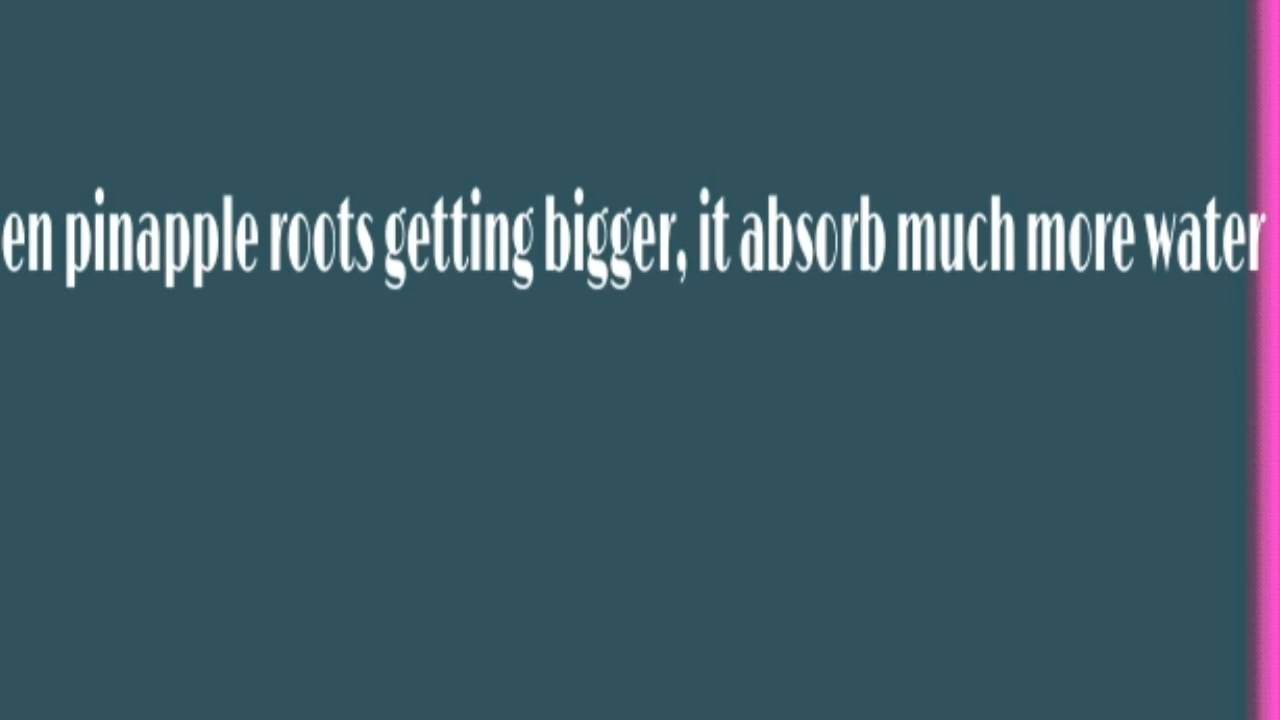 en pinapple roots getting bigger, it absorb much more water